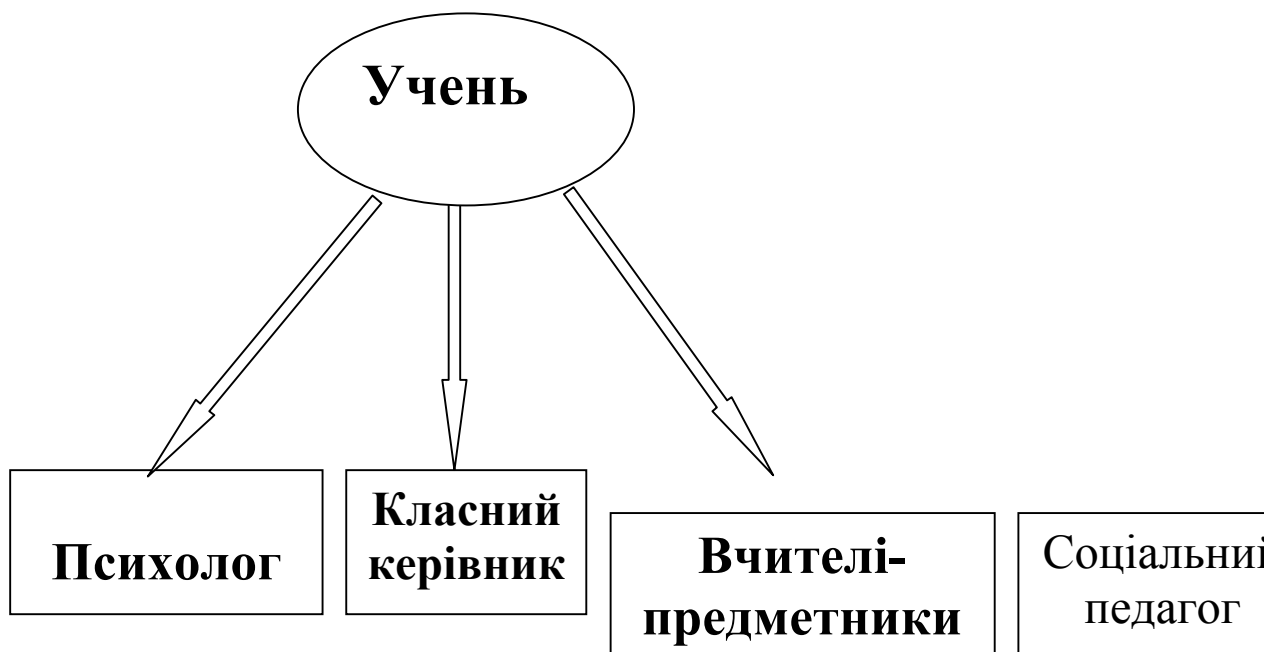 Учень
Психолог
Класний
керівник
Вчителі-
предметники
Соціальний
педагог